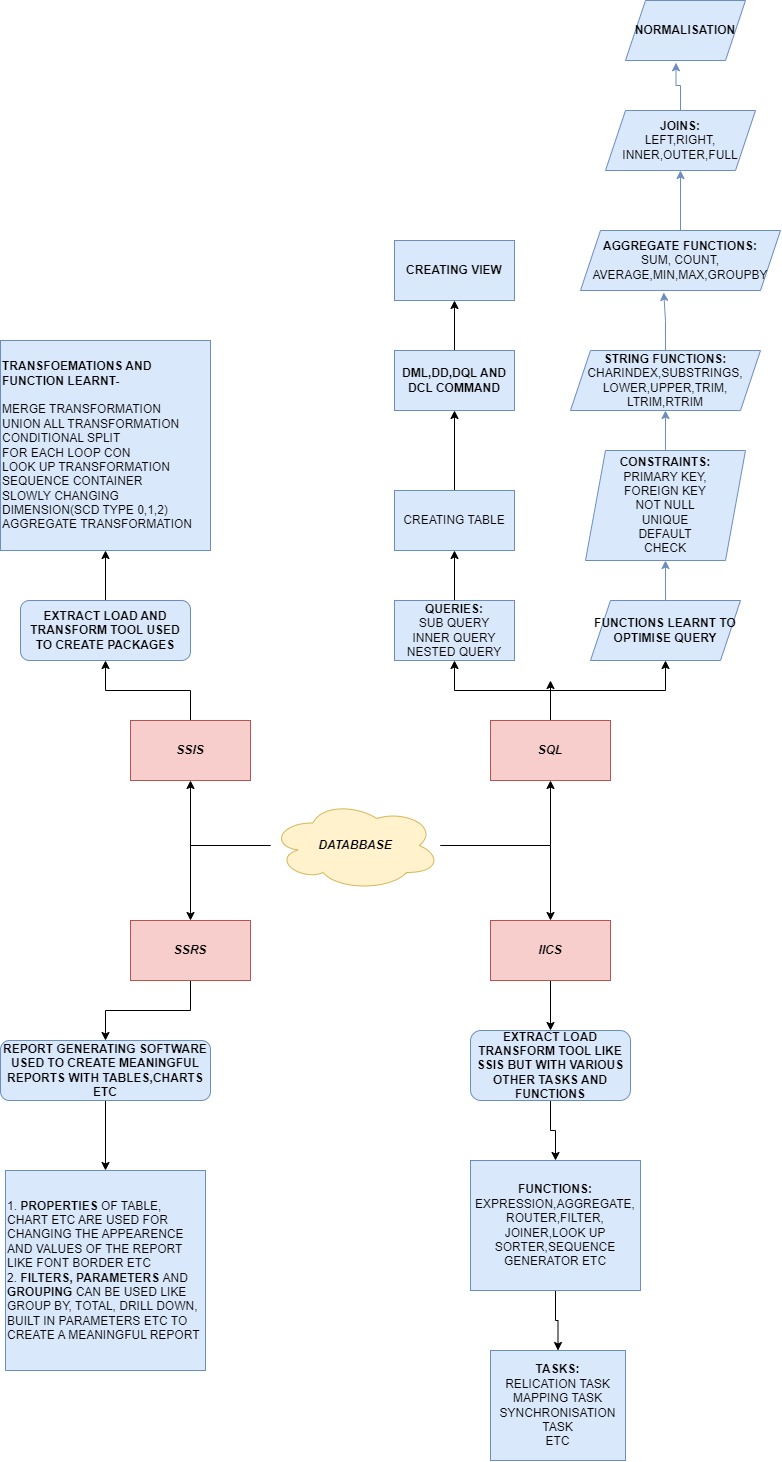 NORMALISATION
JOINS:
LEFT,RIGHT,
INNER,OUTER,FULL
AGGREGATE FUNCTIONS:
SUM, COUNT,
AVERAGE,MIN,MAX,GROUPBY
CREATING VIEW
STRING FUNCTIONS:
CHARINDEX,SUBSTRINGS,
LOWER,UPPER,TRIM,
LTRIM,RTRIM
DML,DD,DQL AND
DCL COMMAND
TRANSFOEMATIONS AND
FUNCTION LEARNT-
MERGE TRANSFORMATION
UNION ALL TRANSFORMATION
CONDITIONAL SPLIT
FOR EACH LOOP CON
LOOK UP TRANSFORMATION
SEQUENCE CONTAINER
SLOWLY CHANGING
DIMENSION(SCD TYPE 0,1,2)
AGGREGATE TRANSFORMATION
CREATING TABLE
CONSTRAINTS:
PRIMARY KEY,
FOREIGN KEY
NOT NULL
UNIQUE
DEFAULT
CHECK
EXTRACT LOAD AND
TRANSFORM TOOL USED
TO CREATE PACKAGES
QUERIES:
SUB QUERY
INNER QUERY
NESTED QUERY
FUNCTIONS LEARNT TO
OPTIMISE QUERY
SSIS
SQL
DATABBASE
SSRS
IICS
REPORT GENERATING SOFTWARE
USED TO CREATE MEANINGFUL
REPORTS WITH TABLES,CHARTS
ETC
EXTRACT LOAD
TRANSFORM TOOL LIKE
SSIS BUT WITH VARIOUS
OTHER TASKS AND
FUNCTIONS
1. PROPERTIES OF TABLE,
CHART ETC ARE USED FOR
CHANGING THE APPEARENCE
AND VALUES OF THE REPORT
LIKE FONT BORDER ETC
2. FILTERS, PARAMETERS AND
GROUPING CAN BE USED LIKE
GROUP BY, TOTAL, DRILL DOWN,
BUILT IN PARAMETERS ETC TO
CREATE A MEANINGFUL REPORT
FUNCTIONS:
EXPRESSION,AGGREGATE,
ROUTER,FILTER,
JOINER,LOOK UP
SORTER,SEQUENCE
GENERATOR ETC
TASKS:
RELICATION TASK
MAPPING TASK
SYNCHRONISATION
TASK
ETC